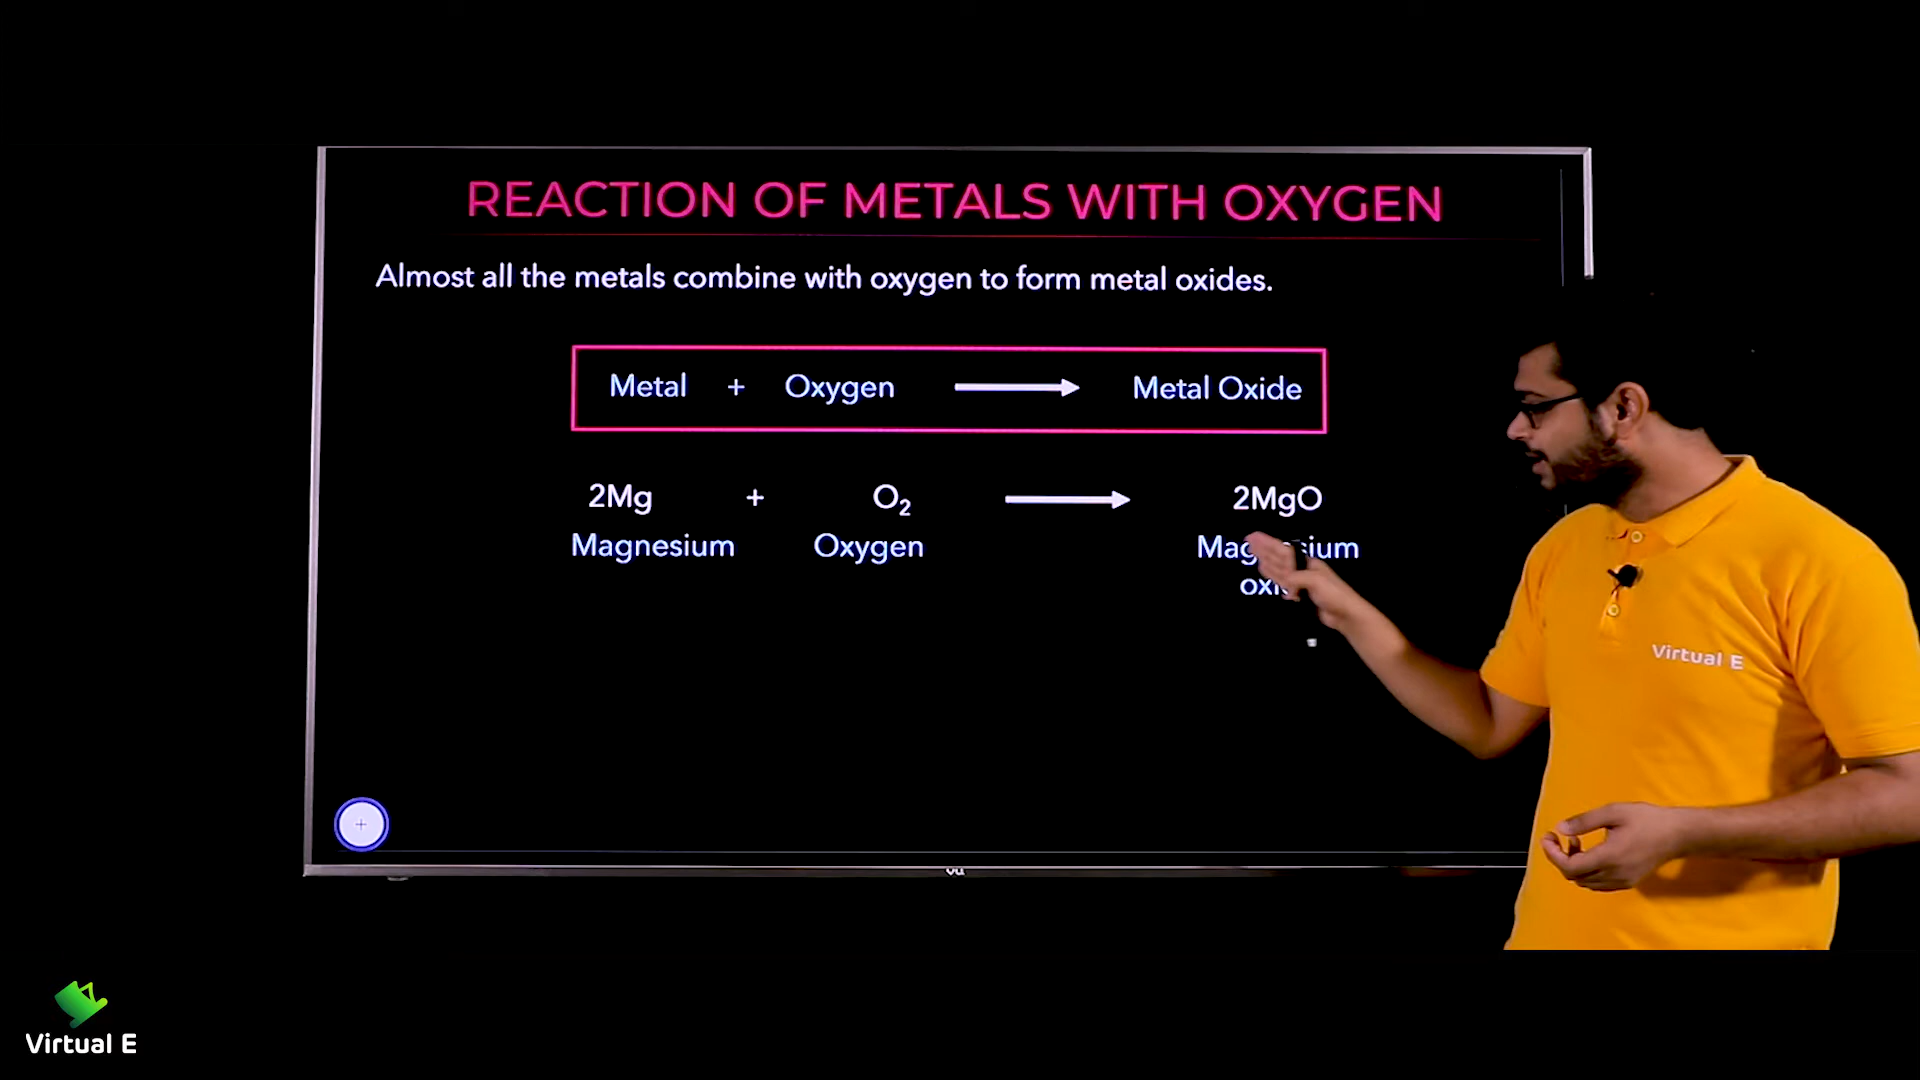 REACTION OF METALS WITH OXYGEN
Almost all the metals combine with oxygen to form metal oxides.
Metal + Oxygen → Metal Oxide
2Mg + O₂ → 2MgO
Magnesium Oxygen
Virtual E
Virtual E